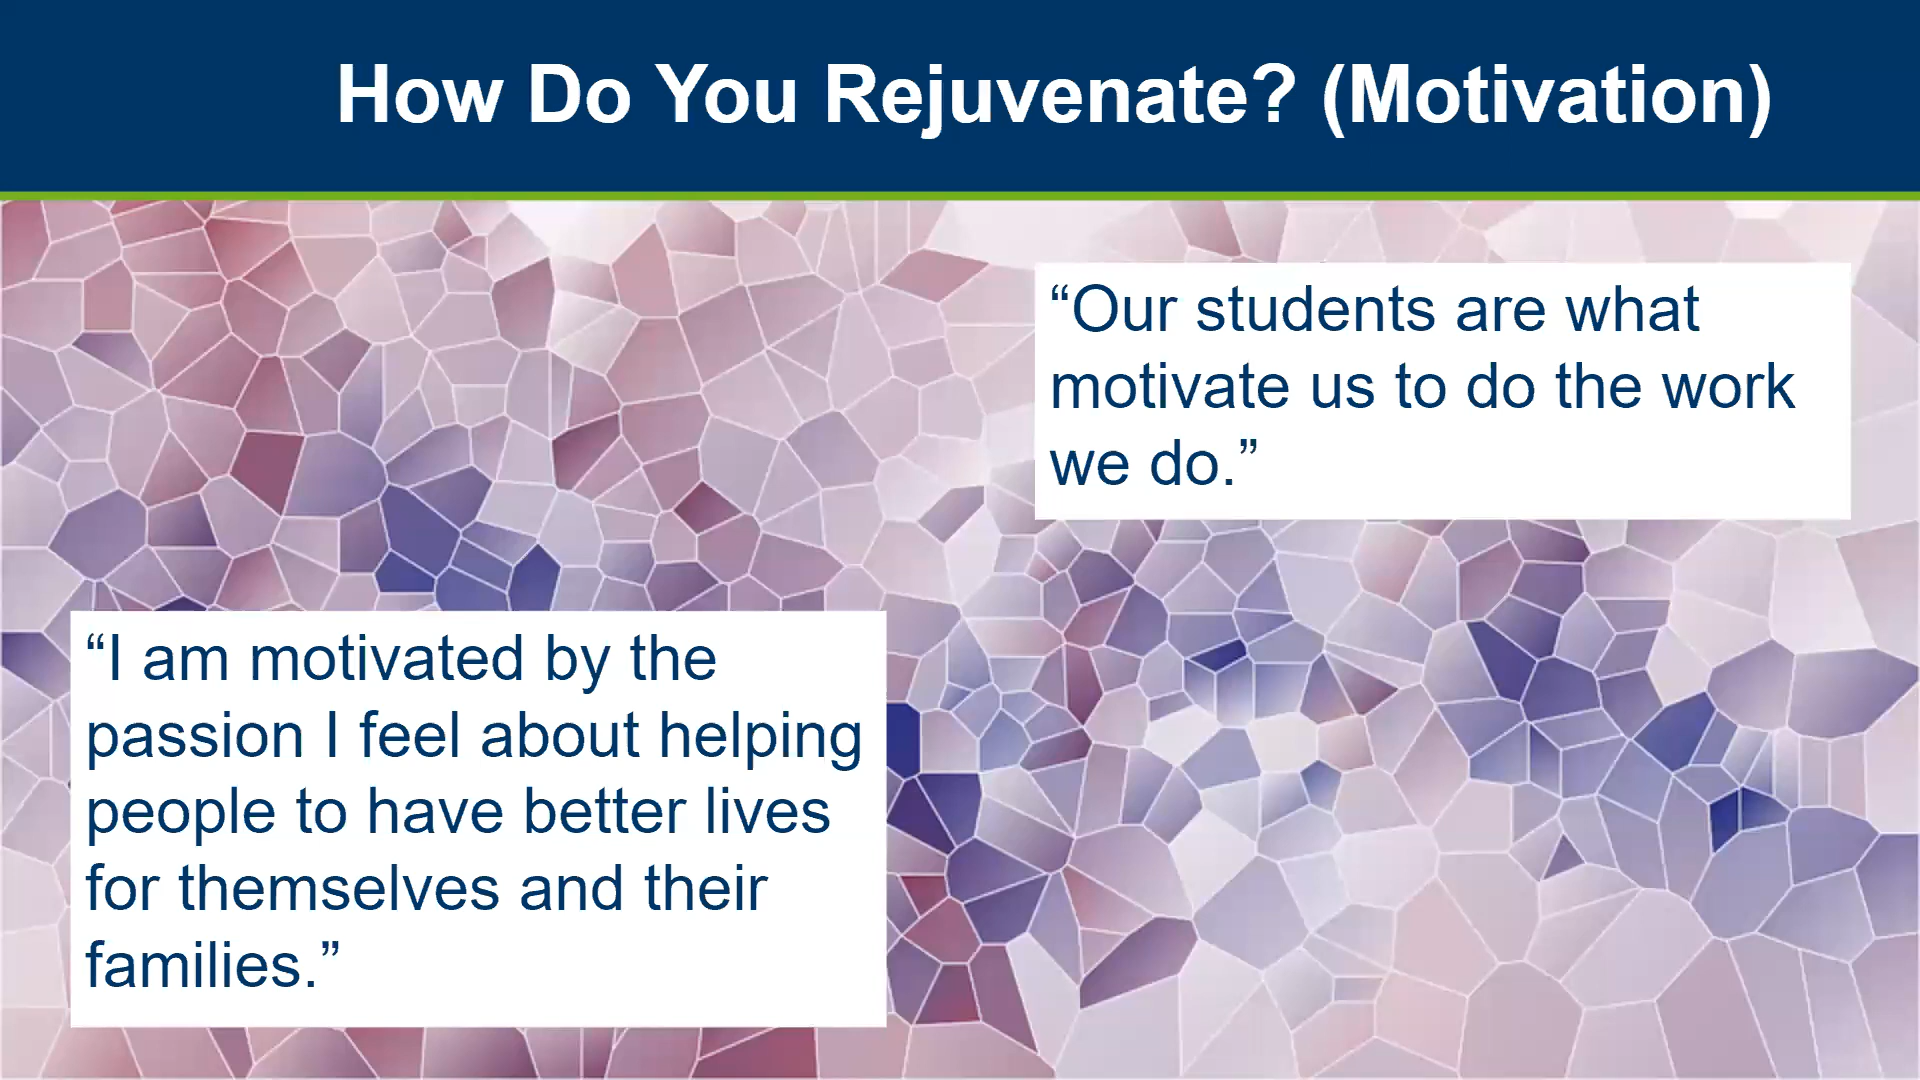 How Do You Rejuvenate? (Motivation)
“Our students are what
motivate us to do the work
we do.”
“I am motivated by the
passion I feel about helping
people to have better lives
for themselves and their
families.”